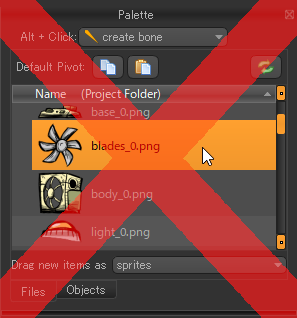 Palette
Alt + Click: create bone
Default Pivot:
Name (Project Folder)
base_0.png
blades_0.png
body_0.png
light_0.png
Drag new items as sprites
Files Objects